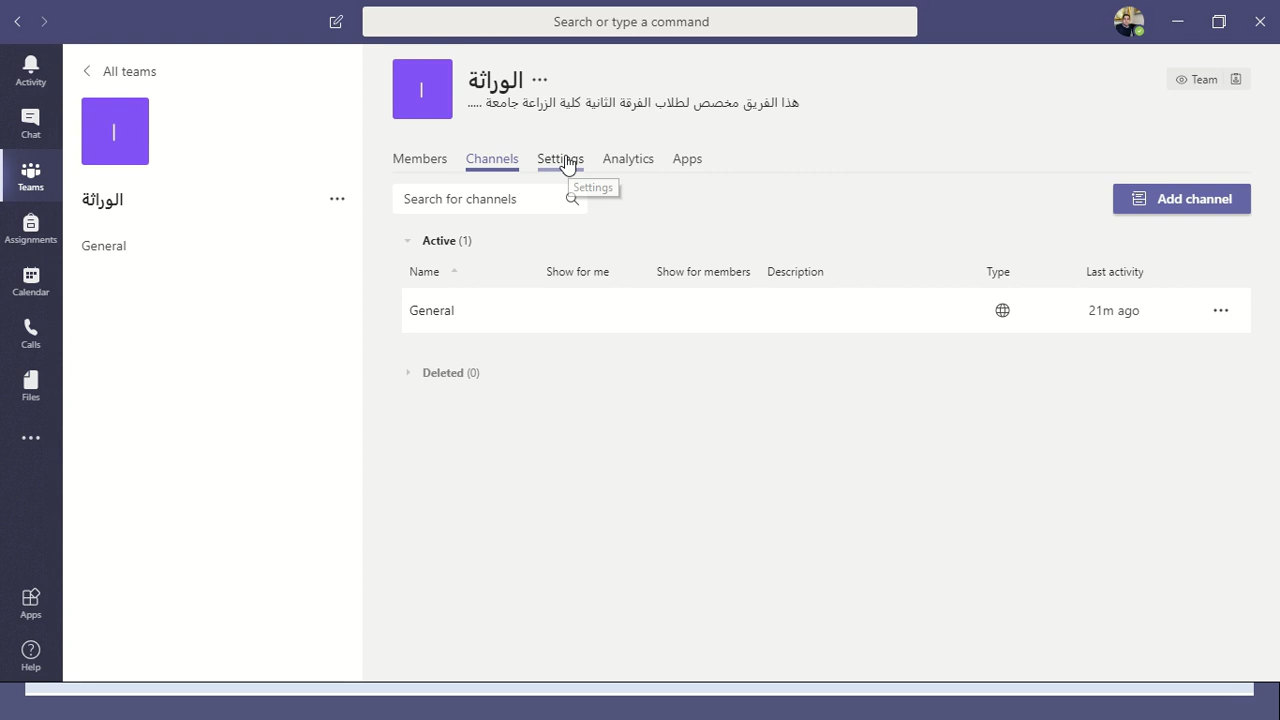 Search or type a command
Activity
Chat
Teams
Assignments
Calendar
Calls
Files
Apps
Help
All teams
ا
الوراثة
General
ا
الوراثة
هذا الفريق مخصص لطلاب الفرقة الثانية كلية الزراعة جامعة .....
Team
Members Channels Settings Analytics Apps
Settings
Search for channels
Add channel
Active (1)
Name Show for me Show for members Description Type Last activity
General 21m ago
Deleted (0)